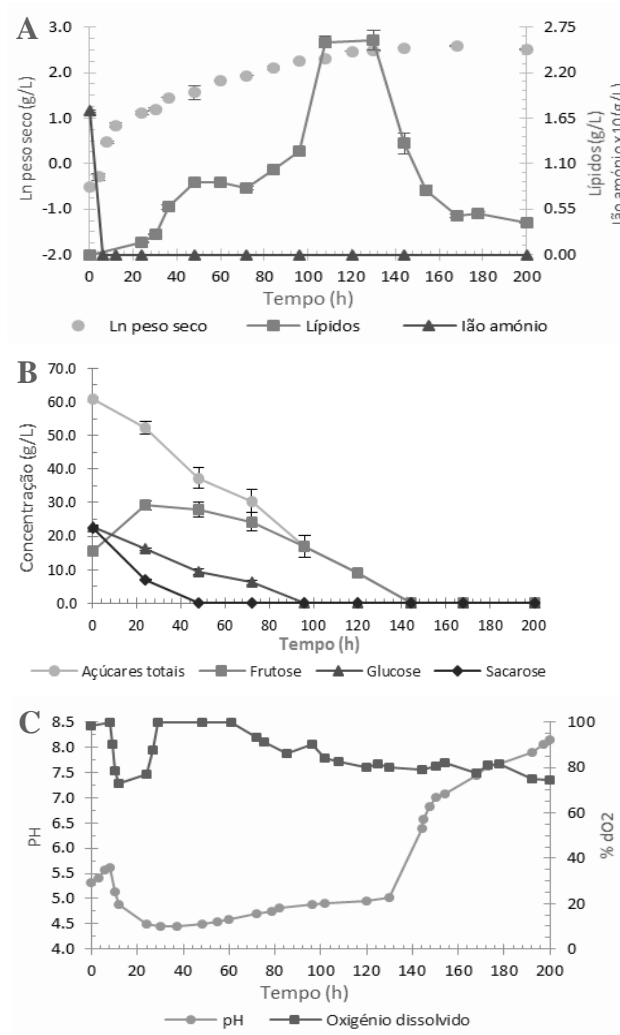 A
3.0
2.0
1.0
0.0
-1.0
-2.0
Ln peso seco (g/L)
2.75
2.20
1.65
1.10
0.55
0.00
Lípidos (g/L)
Ião amónio x10 (g/L)
0 20 40 60 80 100 120 140 160 180 200
Tempo (h)
Ln peso seco Lípidos Ião amónio
B
70.0
60.0
50.0
40.0
30.0
20.0
10.0
0.0
Concentração (g/L)
0 20 40 60 80 100 120 140 160 180 200
Tempo (h)
Açúcares totais Frutose Glucose Sacarose
C
8.5
8.0
7.5
7.0
6.5
6.0
5.5
5.0
4.5
4.0
PH
100
80
60
40
20
0
% dO2
0 20 40 60 80 100 120 140 160 180 200
Tempo (h)
pH Oxigénio dissolvido